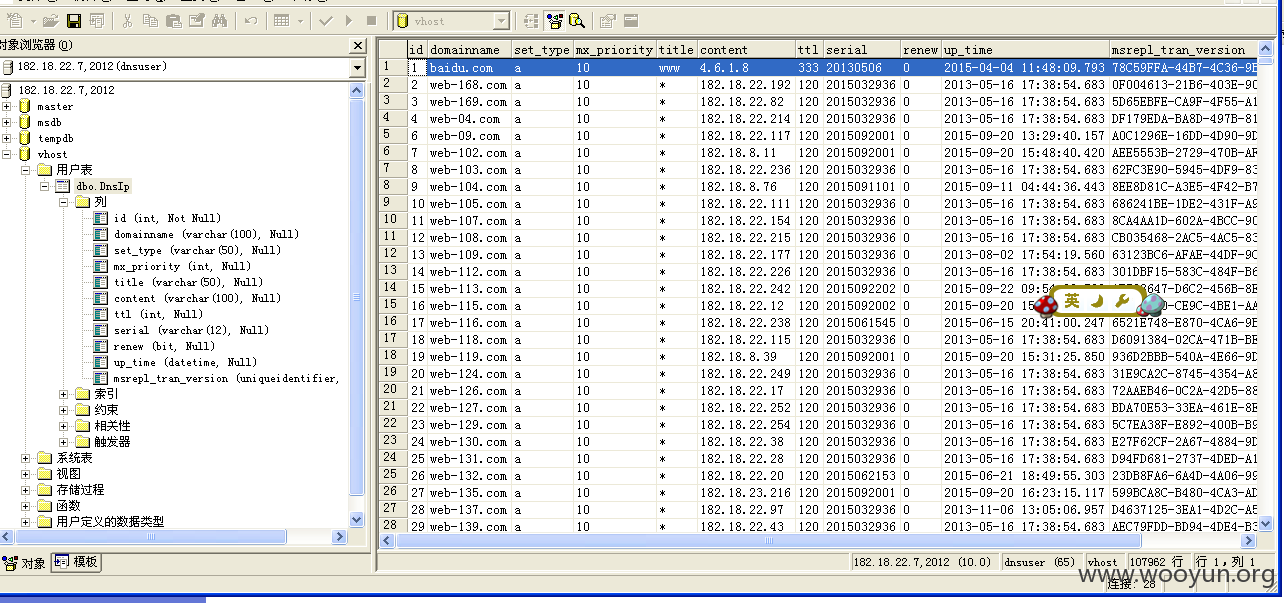 vhost
对象浏览器(O)
182.18.22.7,2012(dnsuser)
182.18.22.7,2012
master
msdb
tempdb
vhost
用户表
dbo.DnsIp
列
id (int, Not Null)
domainname (varchar(100), Null)
set_type (varchar(50), Null)
mx_priority (int, Null)
title (varchar(50), Null)
content (varchar(100), Null)
ttl (int, Null)
serial (varchar(12), Null)
renew (bit, Null)
up_time (datetime, Null)
msrepl_tran_version (uniqueidentifier,
索引
约束
相关性
触发器
系统表
视图
存储过程
函数
用户定义的数据类型
对象 模板
id domainname set_type mx_priority title content ttl serial renew up_time msrepl_tran_version
1 1 baidu.com a 10 www 4.6.1.8 333 20130506 0 2015-04-04 11:48:09.793 78C59FFA-44B7-4C36-9E
2 2 web-168.com a 10 * 182.18.22.192 120 2015032936 0 2013-05-16 17:38:54.683 0F004613-21B6-403E-90
3 3 web-169.com a 10 * 182.18.22.82 120 2015032936 0 2013-05-16 17:38:54.683 5D65EBFE-CA9F-4F55-A1
4 4 web-04.com a 10 * 182.18.22.214 120 2015032936 0 2013-05-16 17:38:54.683 DF179EDA-BA8D-497B-81
5 6 web-09.com a 10 * 182.18.22.117 120 2015092001 0 2015-09-20 13:29:40.157 A0C1296E-16DD-4D90-9D
6 7 web-102.com a 10 * 182.18.8.11 120 2015092001 0 2015-09-20 15:48:40.420 AEE5553B-2729-470B-AF
7 8 web-103.com a 10 * 182.18.22.236 120 2015032936 0 2013-05-16 17:38:54.683 62FC3E90-5945-4DF9-83
8 9 web-104.com a 10 * 182.18.8.76 120 2015091101 0 2015-09-11 04:44:36.443 8EE8D81C-A3E5-4F42-B7
9 10 web-105.com a 10 * 182.18.22.111 120 2015032936 0 2013-05-16 17:38:54.683 686241BE-1DE2-431F-A9
10 11 web-107.com a 10 * 182.18.22.154 120 2015032936 0 2013-05-16 17:38:54.683 8CA4AA1D-602A-4BCC-90
11 12 web-108.com a 10 * 182.18.22.215 120 2015032936 0 2013-05-16 17:38:54.683 CB035468-2AC5-4AC5-83
12 13 web-109.com a 10 * 182.18.22.177 120 2015032936 0 2013-08-02 17:54:19.560 63123BC6-AFAE-44DF-9C
13 14 web-112.com a 10 * 182.18.22.226 120 2015032936 0 2013-05-16 17:38:54.683 301DBF15-583C-484F-B6
14 15 web-113.com a 10 * 182.18.22.242 120 2015092202 0 2015-09-22
15 16 web-115.com a 10 * 182.18.22.12 120 2015092002 0 2015-09-20
英
16 17 web-116.com a 10 * 182.18.22.238 120 2015061545 0 2015-06-15 20:41:00.247 6521E748-E870-4CA6-9E
17 18 web-118.com a 10 * 182.18.22.115 120 2015032936 0 2013-05-16 17:38:54.683 D6091384-02CA-471B-BE
18 19 web-119.com a 10 * 182.18.8.39 120 2015092001 0 2015-09-20 15:31:25.850 936D2BBB-540A-4E66-9D
19 20 web-124.com a 10 * 182.18.22.249 120 2015032936 0 2013-05-16 17:38:54.683 31E9CA2C-8745-4354-A8
20 21 web-126.com a 10 * 182.18.22.17 120 2015032936 0 2013-05-16 17:38:54.683 72AAEB46-0C2A-42D5-88
21 22 web-127.com a 10 * 182.18.22.252 120 2015032936 0 2013-05-16 17:38:54.683 BDA70E53-33EA-461E-8E
22 23 web-129.com a 10 * 182.18.22.254 120 2015032936 0 2013-05-16 17:38:54.683 5C7EA38F-E892-400B-B9
23 24 web-130.com a 10 * 182.18.22.38 120 2015032936 0 2013-05-16 17:38:54.683 E27F62CF-2A67-4884-9D
24 25 web-131.com a 10 * 182.18.22.28 120 2015032936 0 2013-05-16 17:38:54.683 D94FD681-2737-4DED-A1
25 26 web-132.com a 10 * 182.18.22.20 120 2015062153 0 2015-06-21 18:49:55.303 23DB8FA6-6A4D-4A06-99
26 27 web-135.com a 10 * 182.18.23.216 120 2015092001 0 2015-09-20 16:23:15.117 599BCA8C-B480-4CA3-AD
27 28 web-137.com a 10 * 182.18.22.97 120 2015032936 0 2013-11-06 13:05:06.957 D4637125-3EA1-4D2C-A5
28 29 web-139.com a 10 * 182.18.22.43 120 2015032936 0 2013-05-16 17:38:54.683 AEC79FDD-BD94-4DE4-B3
182.18.22.7,2012 (10.0) dnsuser (65) vhost 107962 行 行 1,列 1
连接: 28
www.wooyun.org